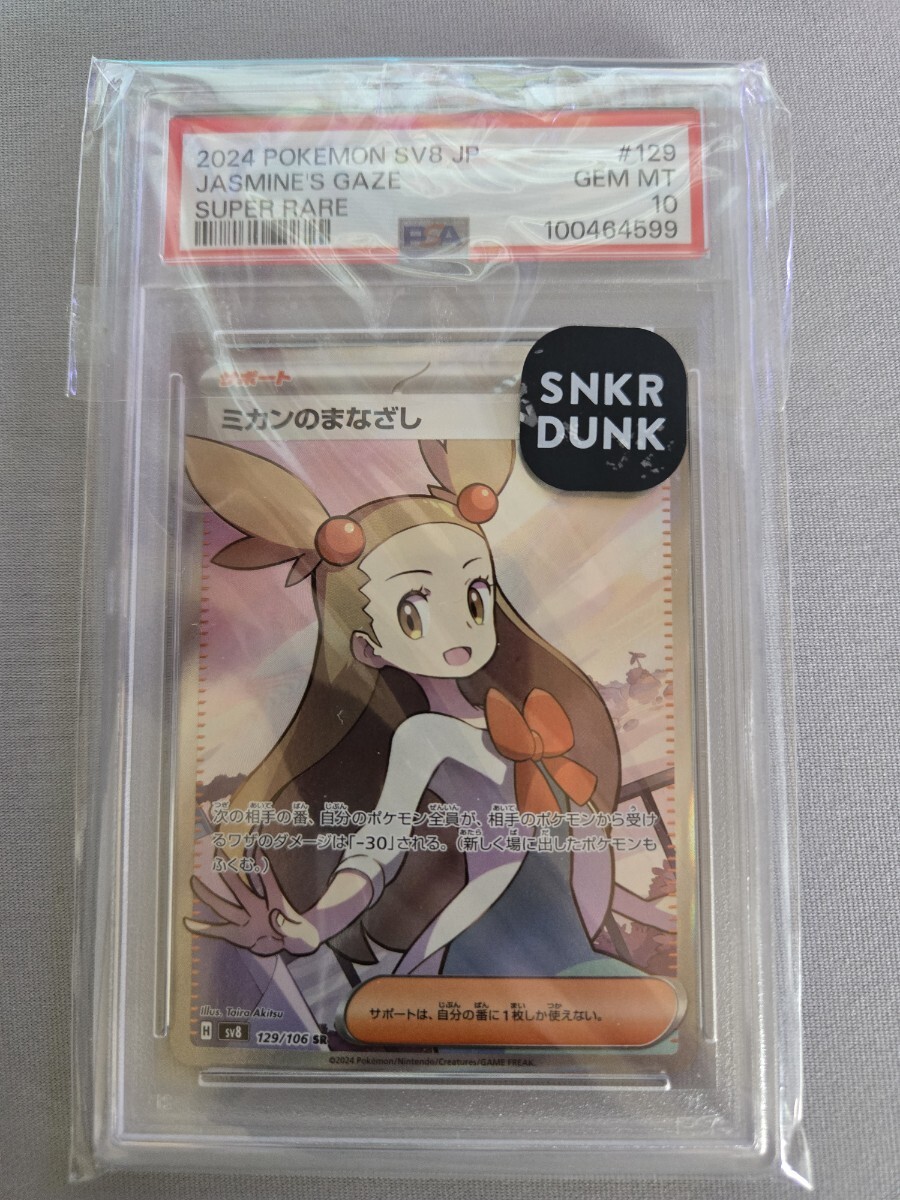 2024 POKEMON SV8 JP #129
JASMINE'S GAZE GEM MT
SUPER RARE 10
PSA 100464599
サポート
SNKR
DUNK
ミカンのまなざし
次の相手の番、自分のポケモン全員が、相手のポケモンから受け
るワザのダメージは「-30」される。(新しく場に出したポケモンも
ふくむ。)
サポートは、自分の番に1枚しか使えない。
Illus. Taira Akitsu
H sv8 129/106 SR
©2024 Pokémon/Nintendo/Creatures/GAME FREAK.